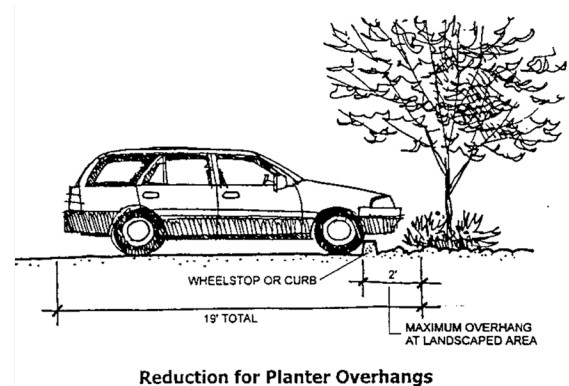 WHEELSTOP OR CURB
2'
19' TOTAL
MAXIMUM OVERHANG
AT LANDSCAPED AREA
Reduction for Planter Overhangs